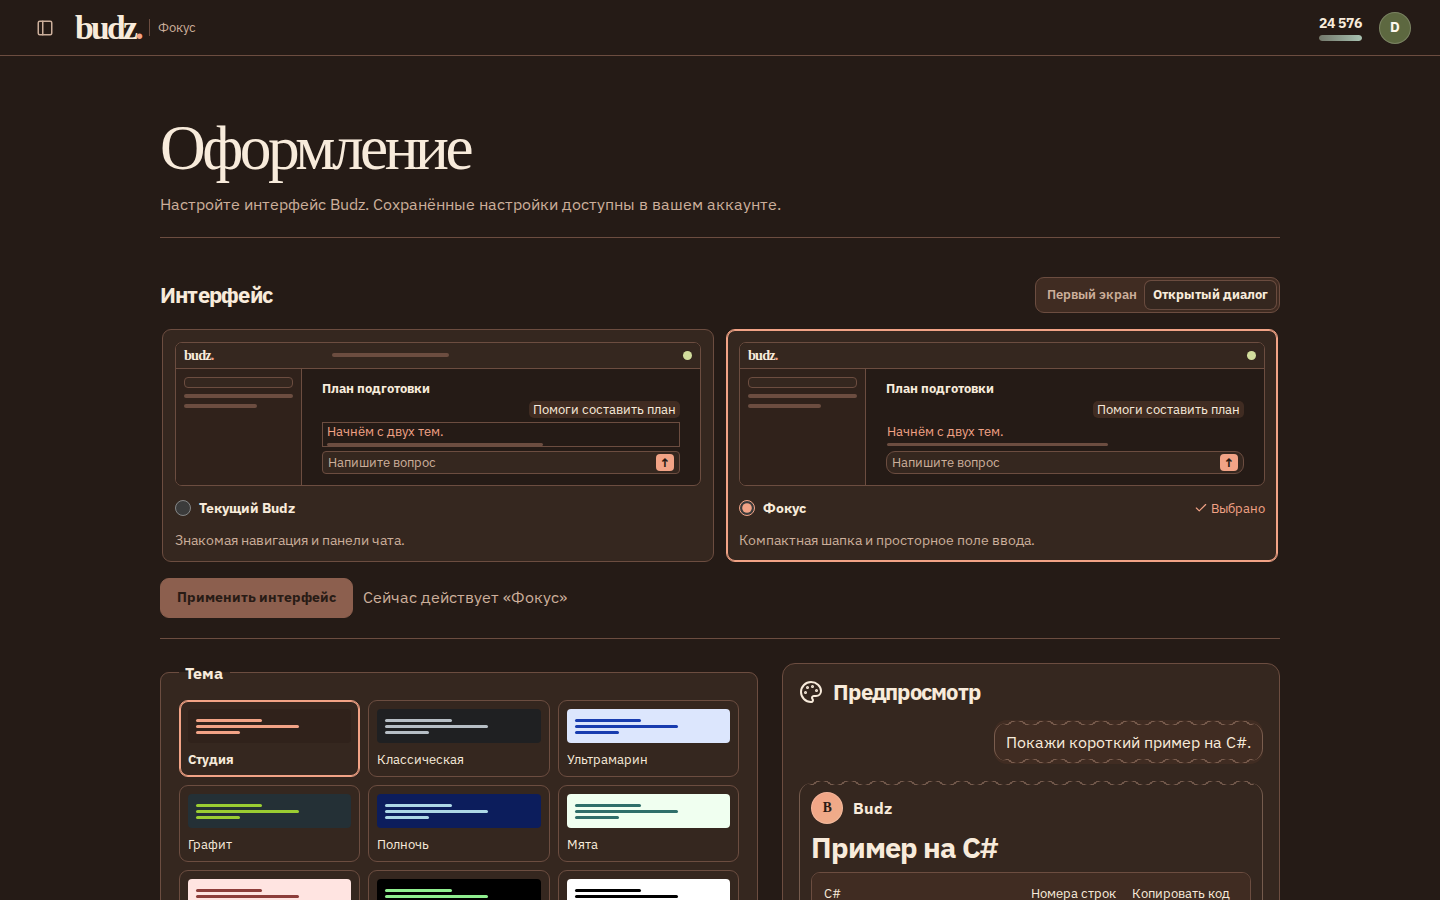 budz.
Фокус
24 576
D
Оформление
Настройте интерфейс Budz. Сохранённые настройки доступны в вашем аккаунте.
Интерфейс
Первый экран
Открытый диалог
budz.
План подготовки
Помоги составить план
Начнём с двух тем.
Напишите вопрос
Текущий Budz
Знакомая навигация и панели чата.
budz.
План подготовки
Помоги составить план
Начнём с двух тем.
Напишите вопрос
Фокус
Выбрано
Компактная шапка и просторное поле ввода.
Применить интерфейс
Сейчас действует «Фокус»
Тема
Студия
Классическая
Ультрамарин
Графит
Полночь
Мята
Предпросмотр
Покажи короткий пример на C#.
B
Budz
Пример на C#
C#
Номера строк
Копировать код